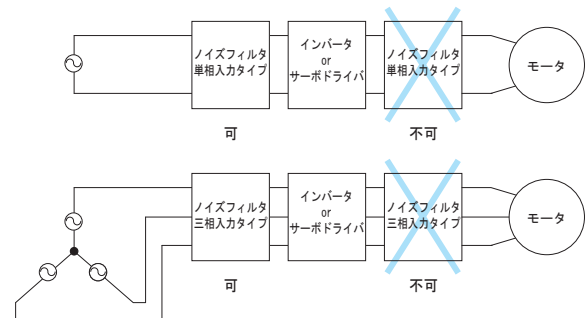 ノイズフィルタ
単相入力タイプ
インバータ
or
サーボドライバ
ノイズフィルタ
単相入力タイプ
モータ
可
不可
ノイズフィルタ
三相入力タイプ
インバータ
or
サーボドライバ
ノイズフィルタ
三相入力タイプ
モータ
可
不可